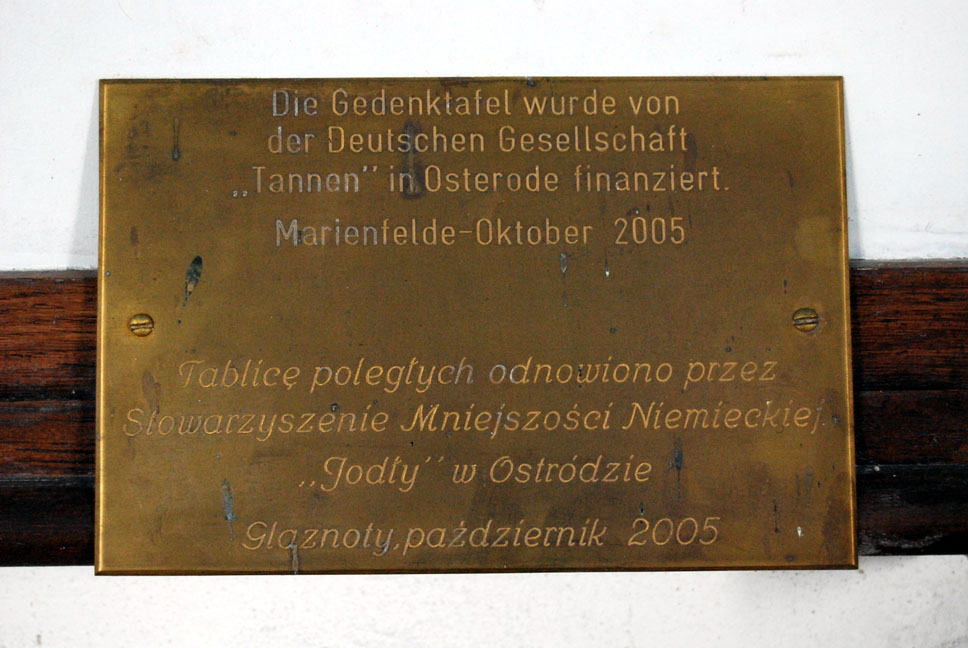 Die Gedenktafel wurde von
der Deutschen Gesellschaft
„Tannen" in Osterode finanziert.
Marienfelde-Oktober 2005
Tablicę poległych odnowiono przez
Stowarzyszenie Mniejszości Niemieckiej
„Jodły" w Ostródzie
Glaznoty, październik 2005